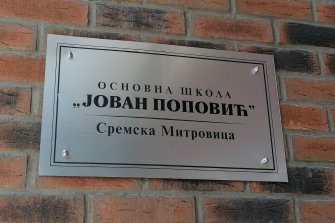 ОСНОВНА ШКОЛА
„ЈОВАН ПОПОВИЋ”
Сремска Митровица